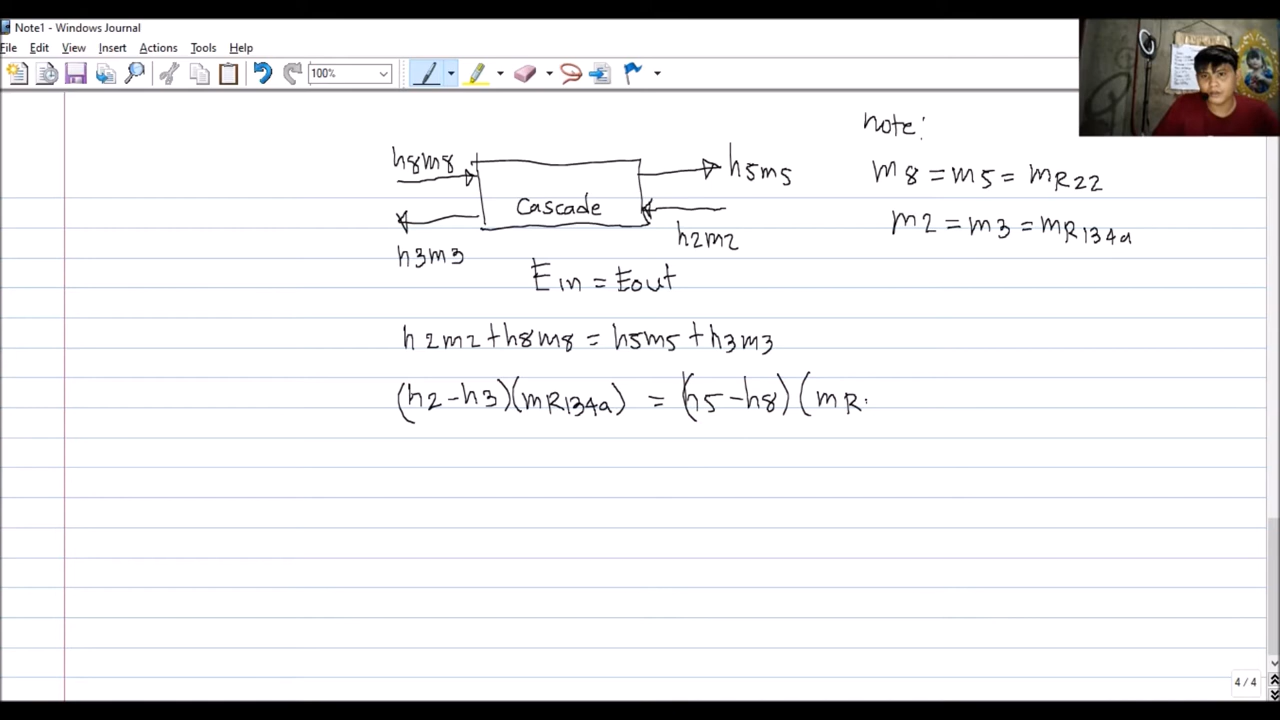 Note1 - Windows Journal
File Edit View Insert Actions Tools Help
100%
note:
h8m8
h5m5
m8 = m5 = mR22
Cascade
m2 = m3 = mR134a
h3m3
h2m2
Ein = Eout
h2m2 + h8m8 = h5m5 + h3m3
(h2 - h3)(mR134a) = (h5 - h8)(mR
4 / 4